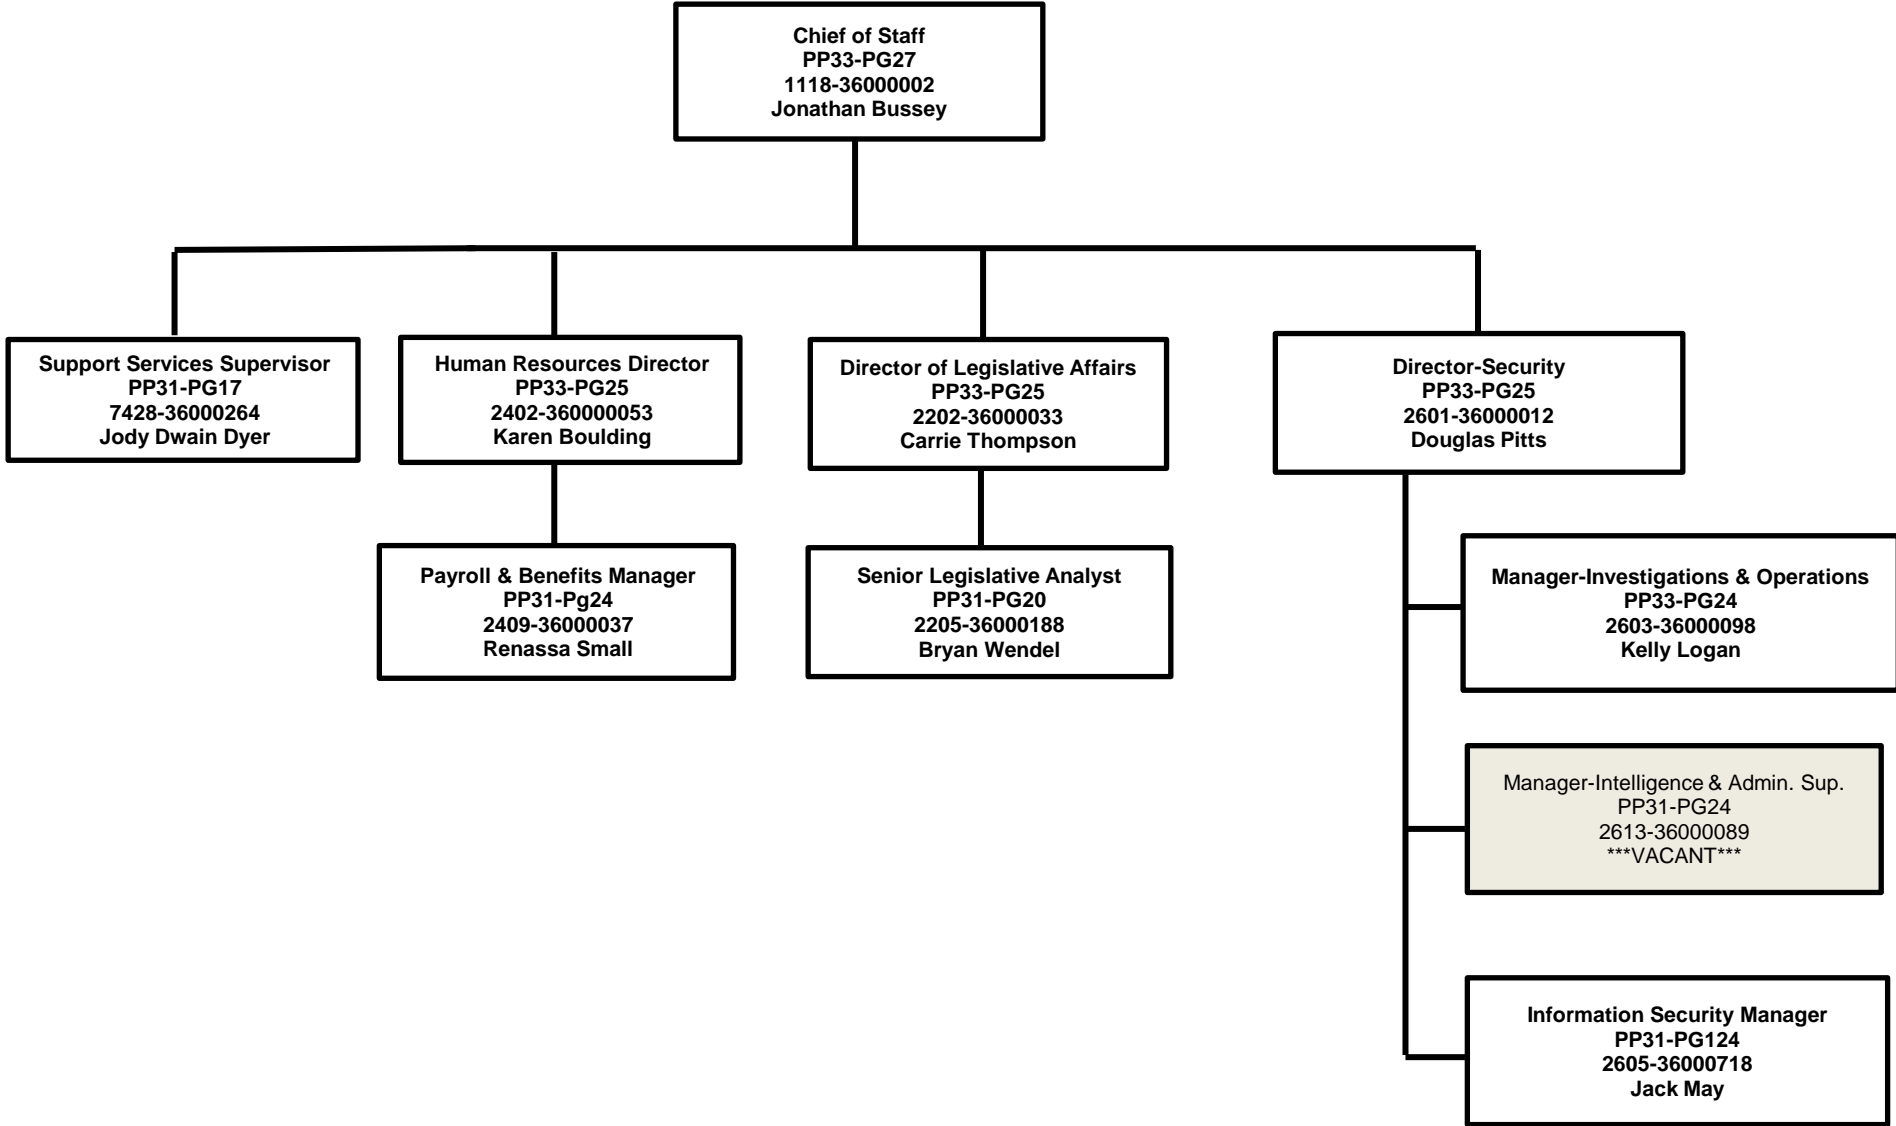 Chief of Staff
PP33-PG27
1118-36000002
Jonathan Bussey
Support Services Supervisor
PP31-PG17
7428-36000264
Jody Dwain Dyer
Human Resources Director
PP33-PG25
2402-360000053
Karen Boulding
Director of Legislative Affairs
PP33-PG25
2202-36000033
Carrie Thompson
Director-Security
PP33-PG25
2601-36000012
Douglas Pitts
Payroll & Benefits Manager
PP31-Pg24
2409-36000037
Renassa Small
Senior Legislative Analyst
PP31-PG20
2205-36000188
Bryan Wendel
Manager-Investigations & Operations
PP33-PG24
2603-36000098
Kelly Logan
Manager-Intelligence & Admin. Sup.
PP31-PG24
2613-36000089
***VACANT***
Information Security Manager
PP31-PG124
2605-36000718
Jack May